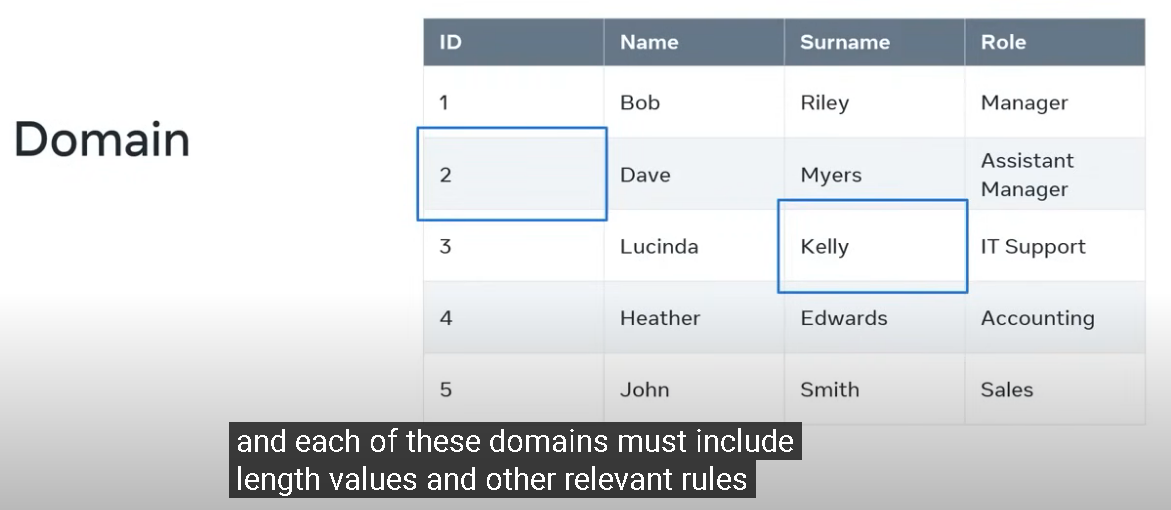 Domain
ID Name Surname Role
1 Bob Riley Manager
2 Dave Myers Assistant
Manager
3 Lucinda Kelly IT Support
4 Heather Edwards Accounting
5 John Smith Sales
and each of these domains must include
length values and other relevant rules